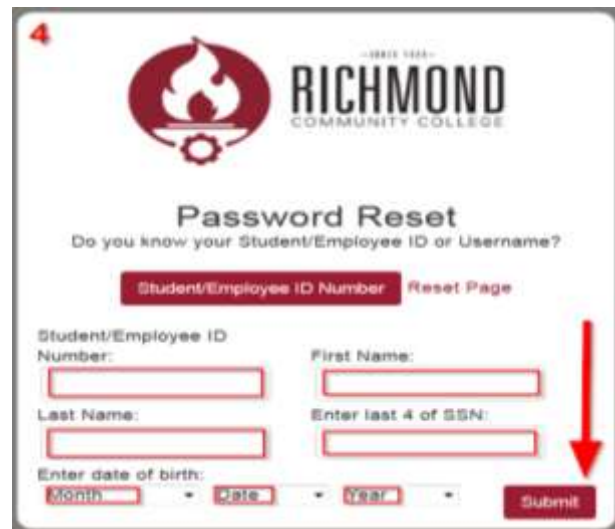 4
RICHMOND
COMMUNITY COLLEGE
Password Reset
Do you know your Student/Employee ID or Username?
Student/Employee ID Number Reset Page
Student/Employee ID
Number: First Name:
Last Name: Enter last 4 of SSN:
Enter date of birth:
Month Date Year Submit